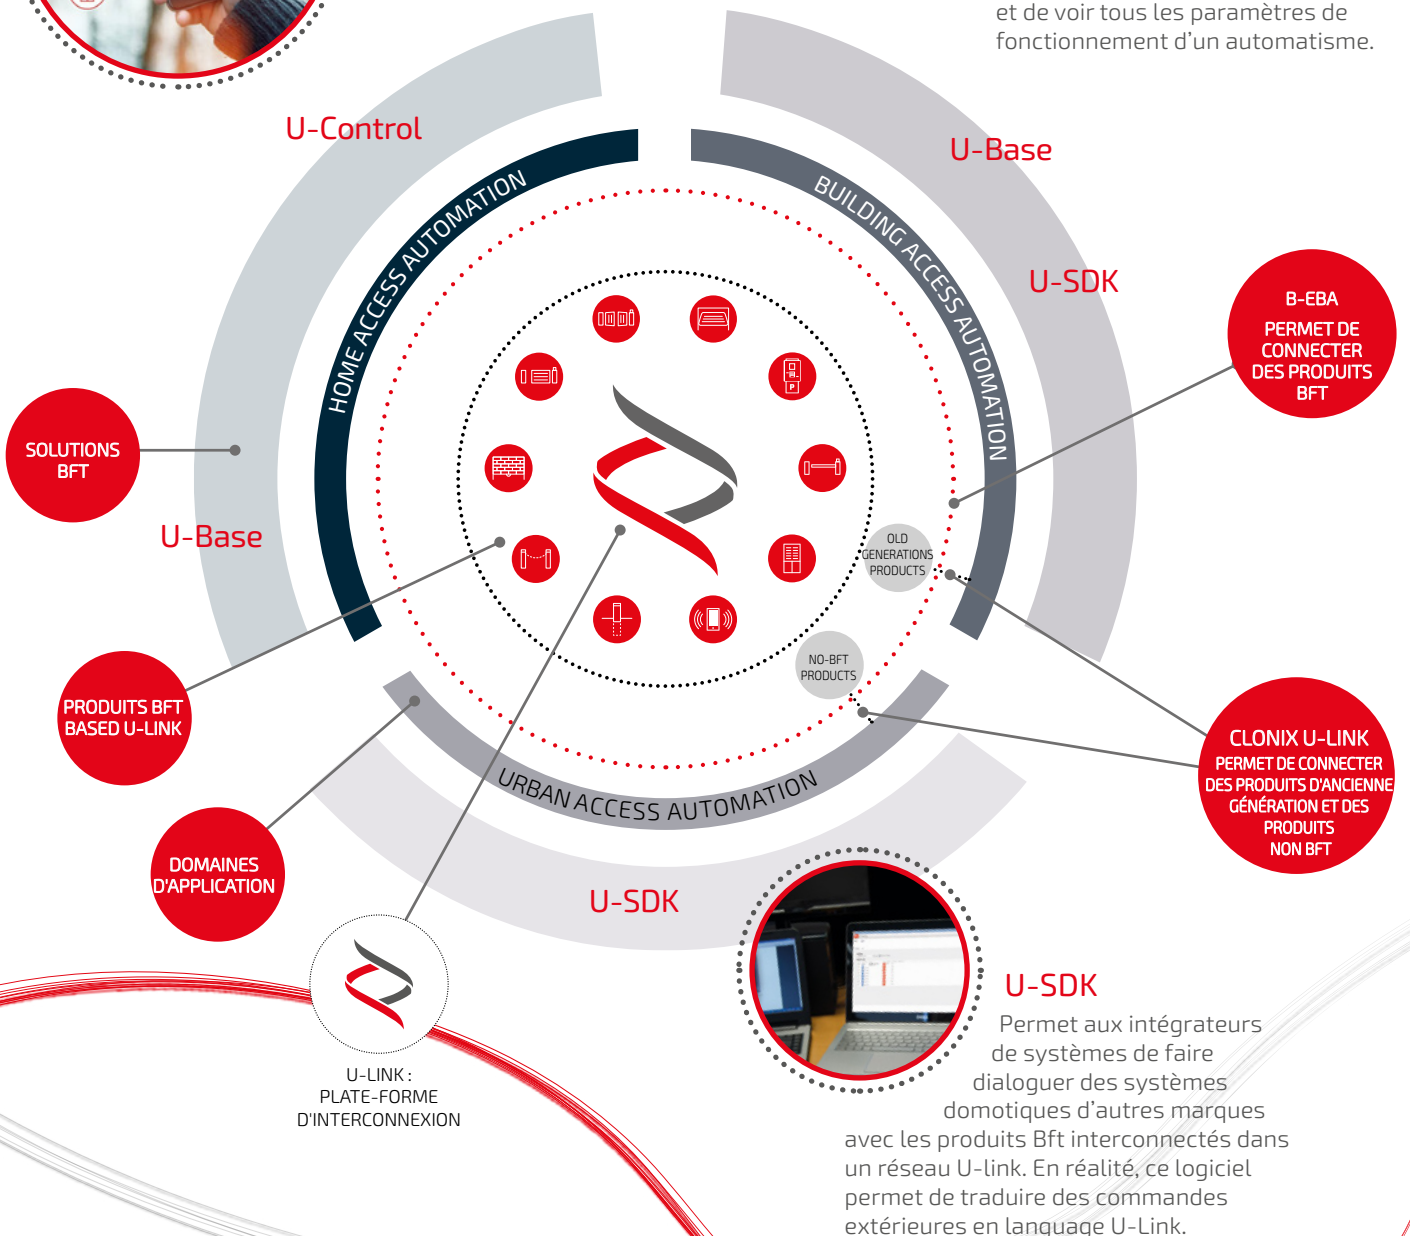 et de voir tous les paramètres de
fonctionnement d'un automatisme.
U-Control
U-Base
HOME ACCESS AUTOMATION
BUILDING ACCESS AUTOMATION
U-SDK
B-EBA
PERMET DE
CONNECTER
DES PRODUITS
BFT
P
SOLUTIONS
BFT
U-Base
OLD
GENERATIONS
PRODUCTS
NO-BFT
PRODUCTS
PRODUITS BFT
BASED U-LINK
CLONIX U-LINK
PERMET DE CONNECTER
DES PRODUITS D'ANCIENNE
GÉNÉRATION ET DES
PRODUITS
NON BFT
URBAN ACCESS AUTOMATION
DOMAINES
D'APPLICATION
U-SDK
U-LINK :
PLATE-FORME
D'INTERCONNEXION
U-SDK
Permet aux intégrateurs
de systèmes de faire
dialoguer des systèmes
domotiques d'autres marques
avec les produits Bft interconnectés dans
un réseau U-link. En réalité, ce logiciel
permet de traduire des commandes
extérieures en language U-Link.